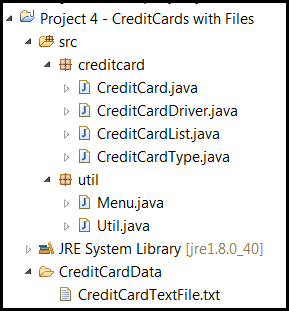 Project 4 - CreditCards with Files
src
creditcard
CreditCard.java
CreditCardDriver.java
CreditCardList.java
CreditCardType.java
util
Menu.java
Util.java
JRE System Library [jre1.8.0_40]
CreditCardData
CreditCardTextFile.txt